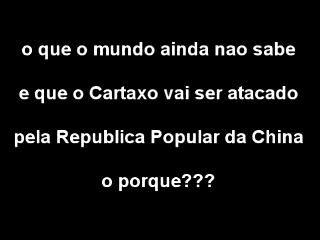 o que o mundo ainda nao sabe
e que o Cartaxo vai ser atacado
pela Republica Popular da China
o porque???